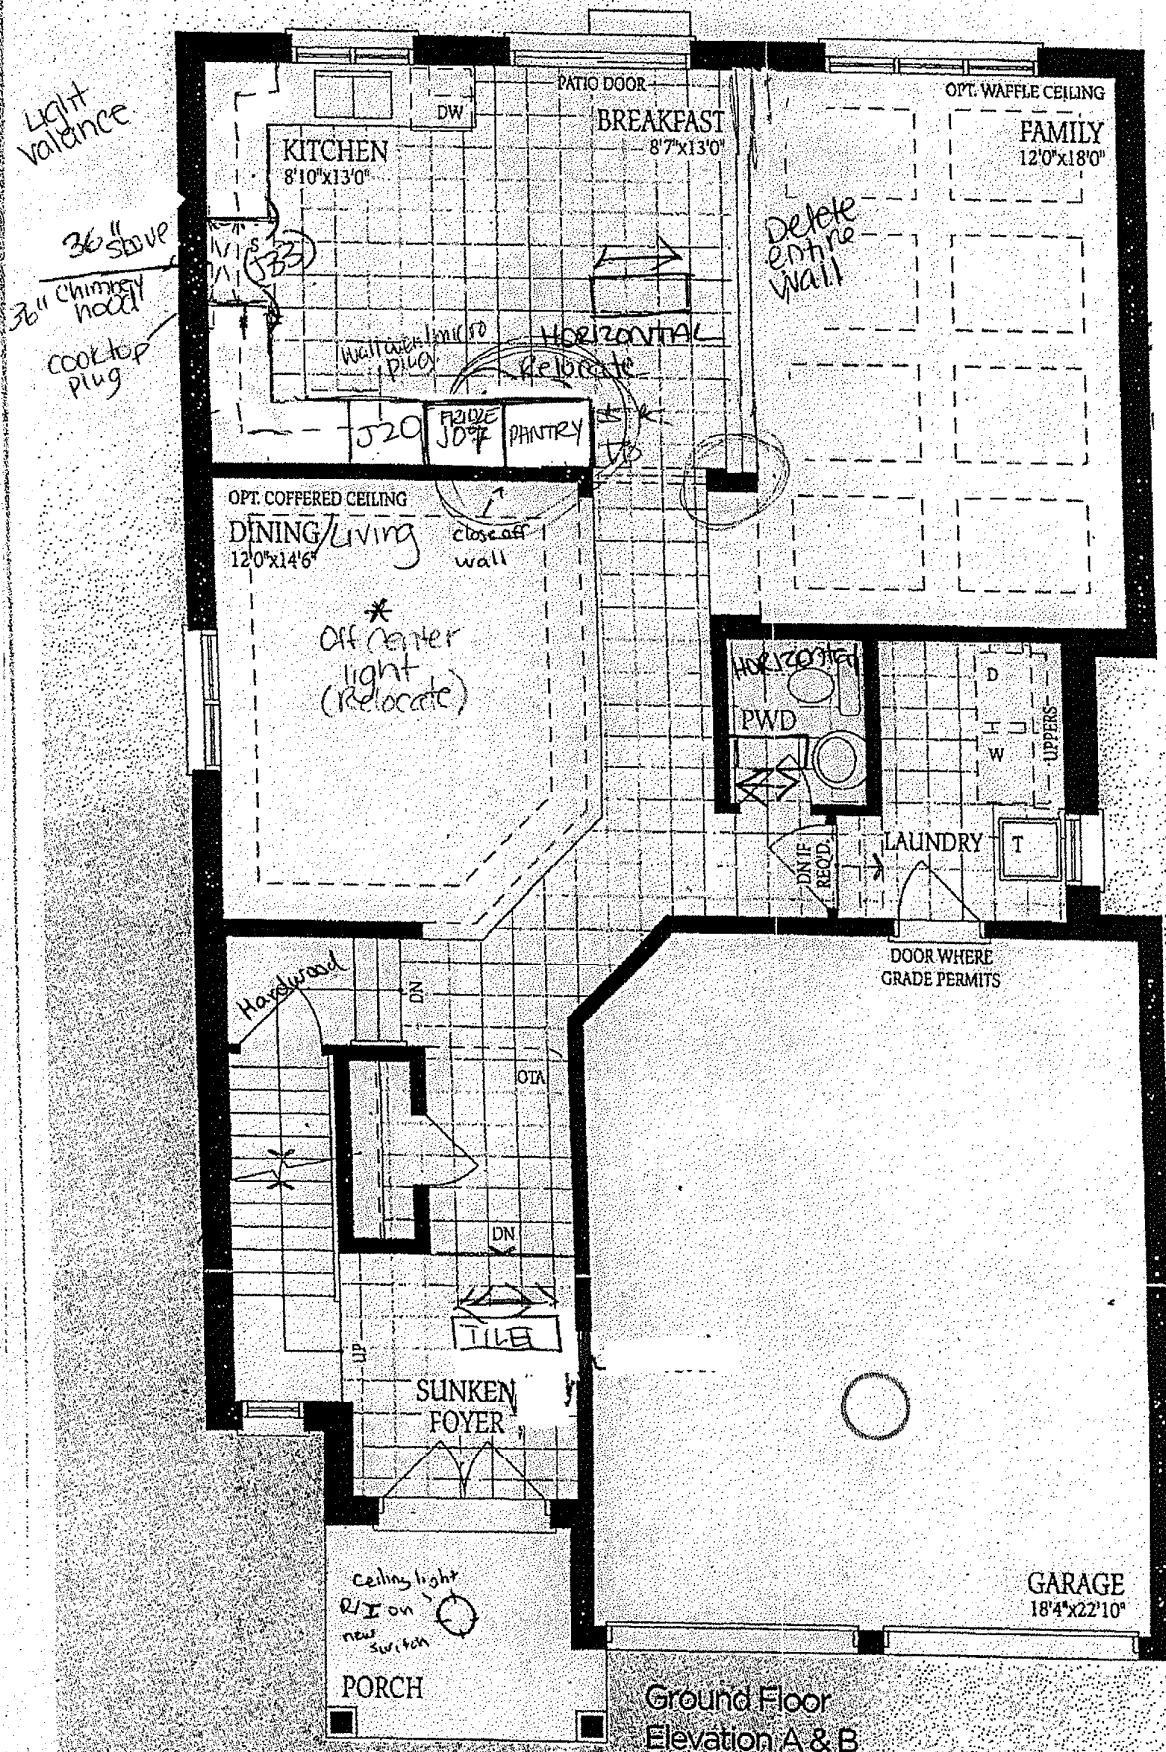 Light
valance
PATIO DOOR
OPT. WAFFLE CEILING
DW
BREAKFAST
8'7"x13'0"
FAMILY
12'0"x18'0"
KITCHEN
8'10"x13'0"
Delete
entire
wall
36" stove
36" chimney
hood
S
J33
cooktop
plug
micro
plug
HORIZONTAL
Relocate
J20
FRIDGE
J07
PANTRY
OPT. COFFERED CEILING
DINING/Living
12'0"x14'6"
close off
wall
*
Off center
light
(Relocate)
HORIZONTAL
PWD
D
W
UPPERS
LAUNDRY
T
DN IF
REQ'D.
DOOR WHERE
GRADE PERMITS
Hardwood
DN
OTA
DN
TILE
UP
SUNKEN
FOYER
ceiling light
R/I on
new
switch
PORCH
GARAGE
18'4"x22'10"
Ground Floor
Elevation A & B